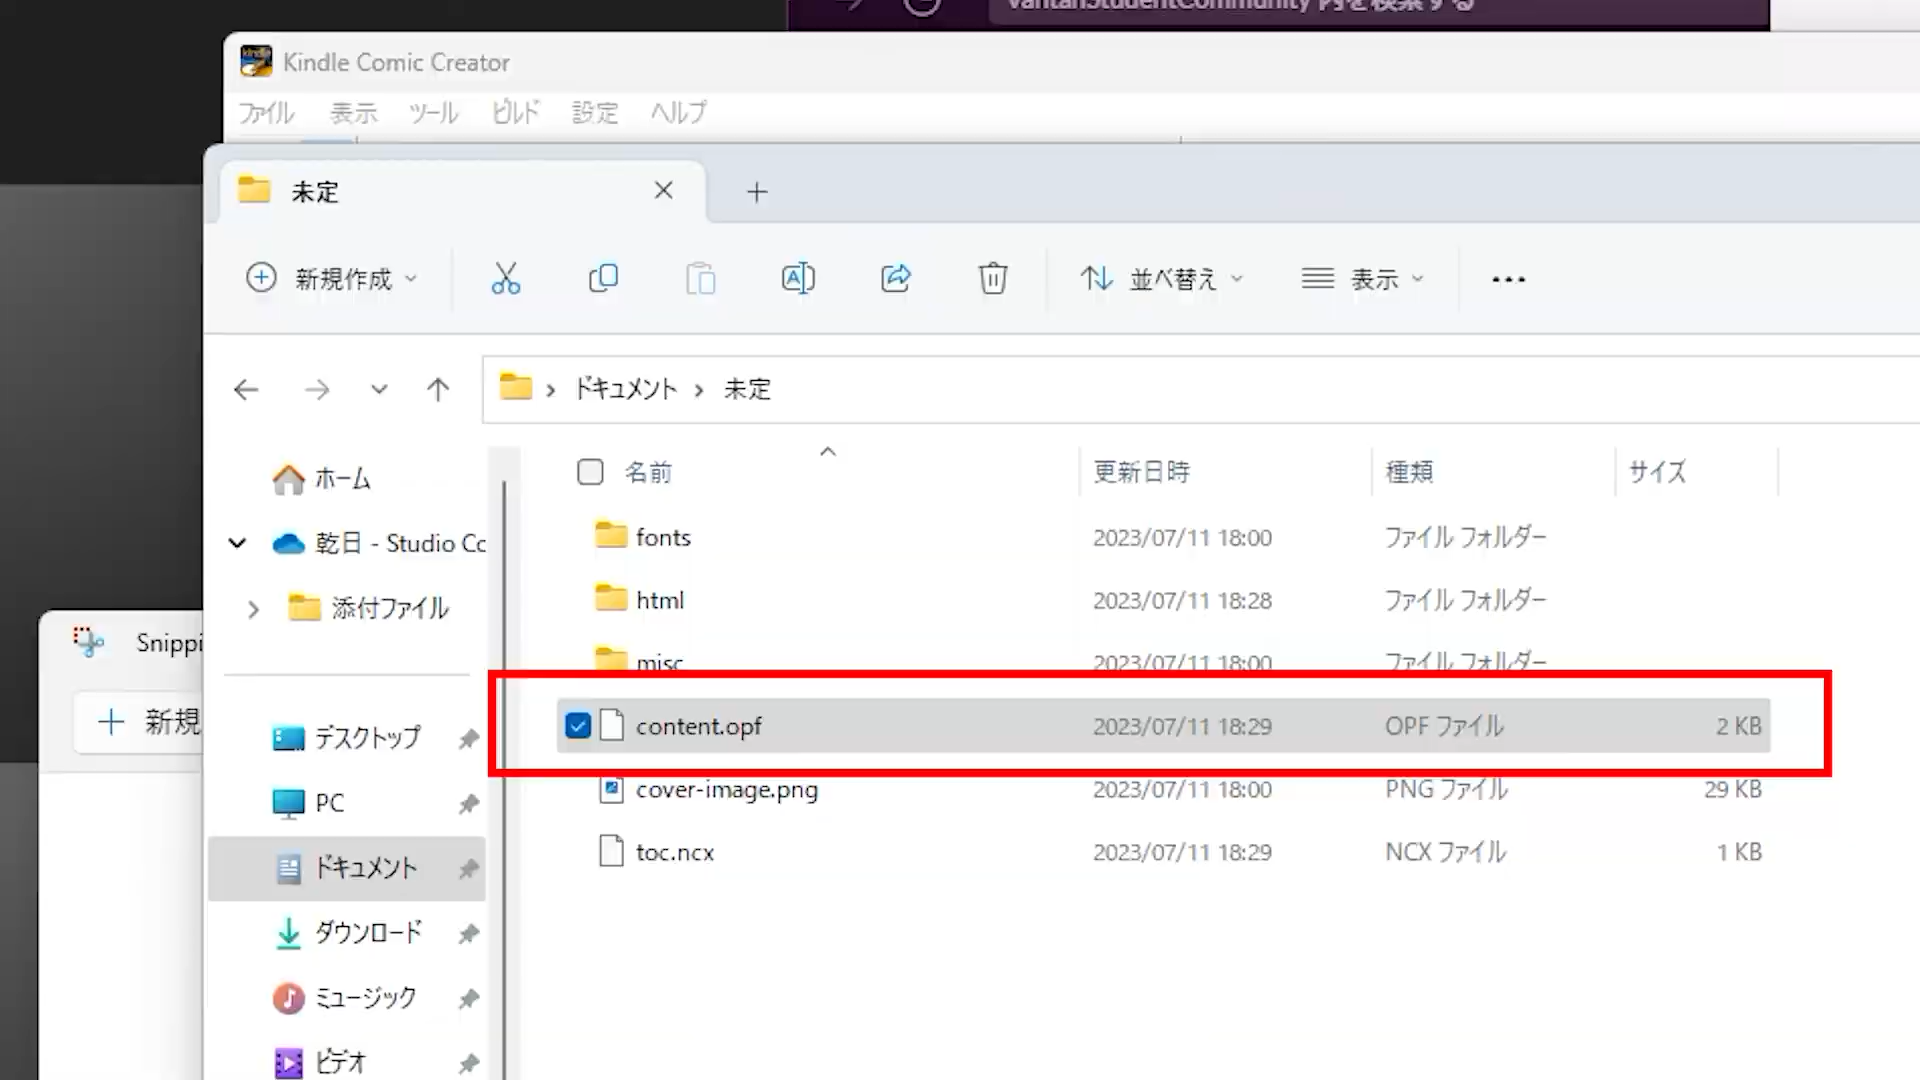 VantanStudentCommunity 内を検索する
Kindle Comic Creator
ファイル 表示 ツール ビルド 設定 ヘルプ
未定
新規作成 並べ替え 表示
ドキュメント 未定
名前 更新日時 種類 サイズ
ホーム
乾日 - Studio Co
添付ファイル
fonts 2023/07/11 18:00 ファイル フォルダー
html 2023/07/11 18:28 ファイル フォルダー
misc 2023/07/11 18:00 ファイル フォルダー
content.opf 2023/07/11 18:29 OPF ファイル 2 KB
cover-image.png 2023/07/11 18:00 PNG ファイル 29 KB
toc.ncx 2023/07/11 18:29 NCX ファイル 1 KB
Snippi
新規
デスクトップ
PC
ドキュメント
ダウンロード
ミュージック
ビデオ